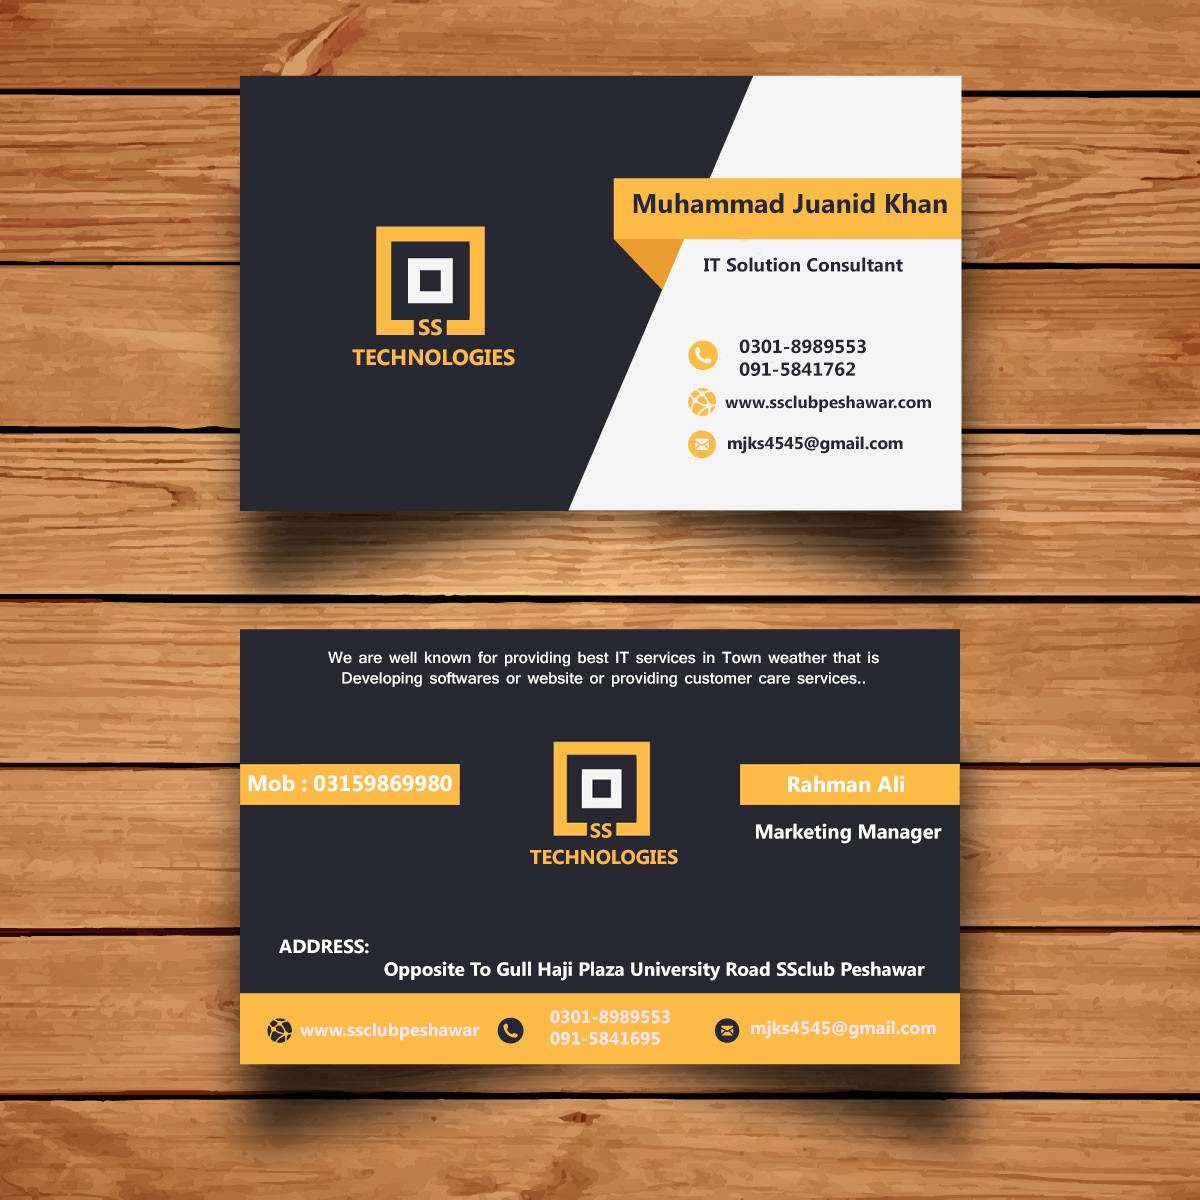 Muhammad Juanid Khan
IT Solution Consultant
SS
TECHNOLOGIES
0301-8989553
091-5841762
www.ssclubpeshawar.com
mjks4545@gmail.com
We are well known for providing best IT services in Town weather that is
Developing softwares or website or providing customer care services..
Mob : 03159869980
SS
TECHNOLOGIES
Rahman Ali
Marketing Manager
ADDRESS:
Opposite To Gull Haji Plaza University Road SSclub Peshawar
www.ssclubpeshawar
0301-8989553
091-5841695
mjks4545@gmail.com